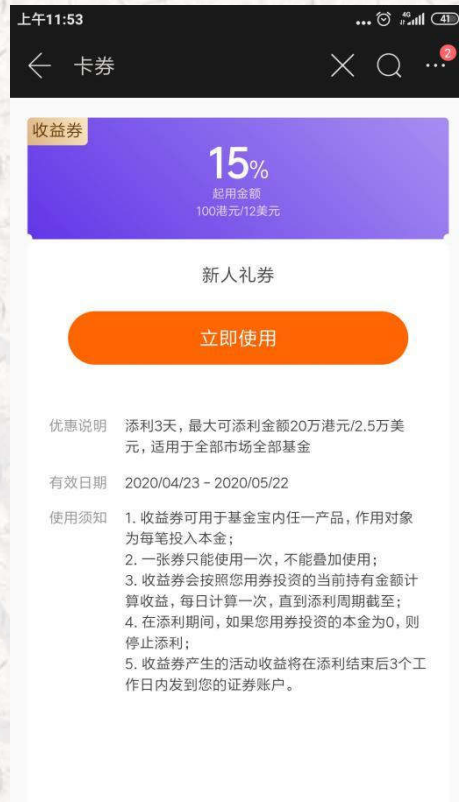 上午11:53
4G
41
卡券
2
收益券
15%
起用金额
100港元/12美元
新人礼券
立即使用
优惠说明 添利3天，最大可添利金额20万港元/2.5万美
元，适用于全部市场全部基金
有效日期 2020/04/23 - 2020/05/22
使用须知 1. 收益券可用于基金宝内任一产品，作用对象
为每笔投入本金；
2. 一张券只能使用一次，不能叠加使用；
3. 收益券会按照您用券投资的当前持有金额计
算收益，每日计算一次，直到添利周期截至；
4. 在添利期间，如果您用券投资的本金为0，则
停止添利；
5. 收益券产生的活动收益将在添利结束后3个工
作日内发到您的证券账户。